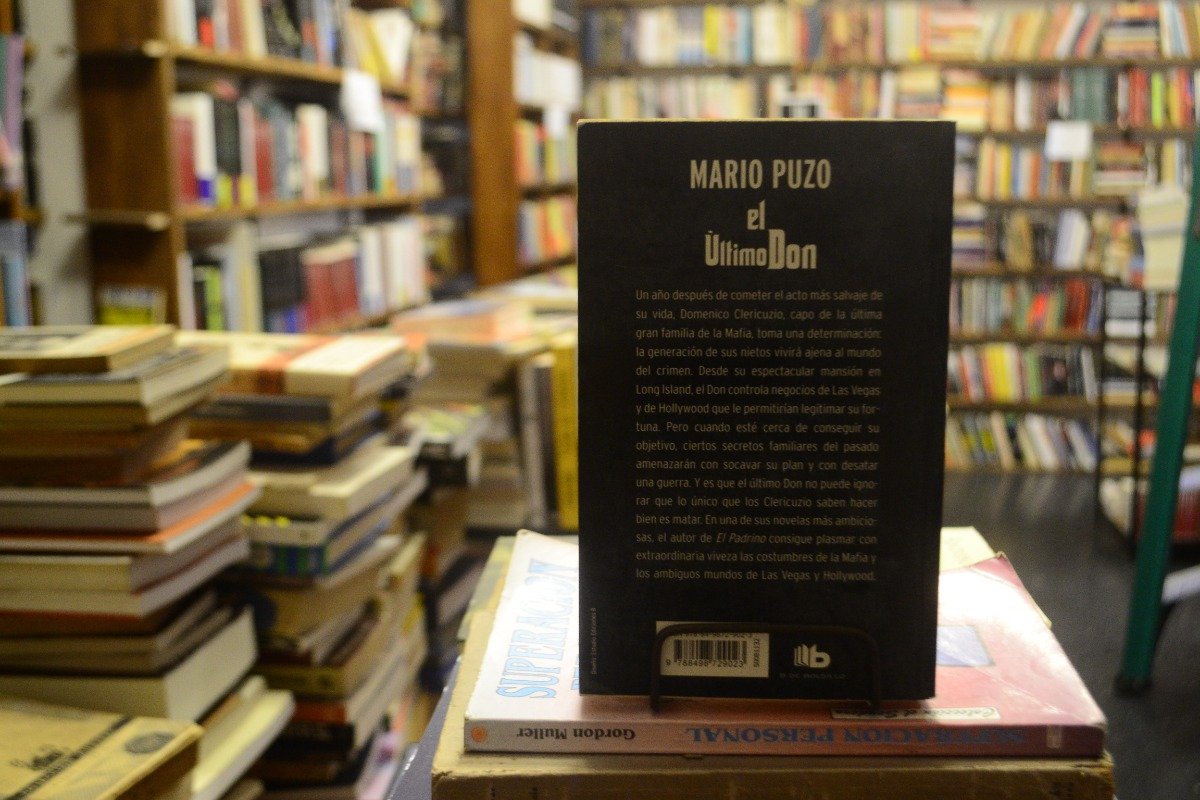 MARIO PUZO
el
Último Don
Un año después de cometer el acto más salvaje de
su vida, Domenico Clericuzio, capo de la última
gran familia de la Mafia, toma una determinación:
la generación de sus nietos vivirá ajena al mundo
del crimen. Desde su espectacular mansión en
Long Island, el Don controla negocios de Las Vegas
y de Hollywood que le permitirían legitimar su for-
tuna. Pero cuando esté cerca de conseguir su
objetivo, ciertos secretos familiares del pasado
amenazarán con socavar su plan y con desatar
una guerra. Y es que el último Don no puede igno-
rar que lo único que los Clericuzio saben hacer
bien es matar. En una de sus novelas más ambicio-
sas, el autor de El Padrino consigue plasmar con
extraordinaria viveza las costumbres de la Mafia y
los ambiguos mundos de Las Vegas y Hollywood.
9 788498 729023
b
B DE BOLSILLO
SUPERACION
Gordon Muller
SUPERACION PERSONAL